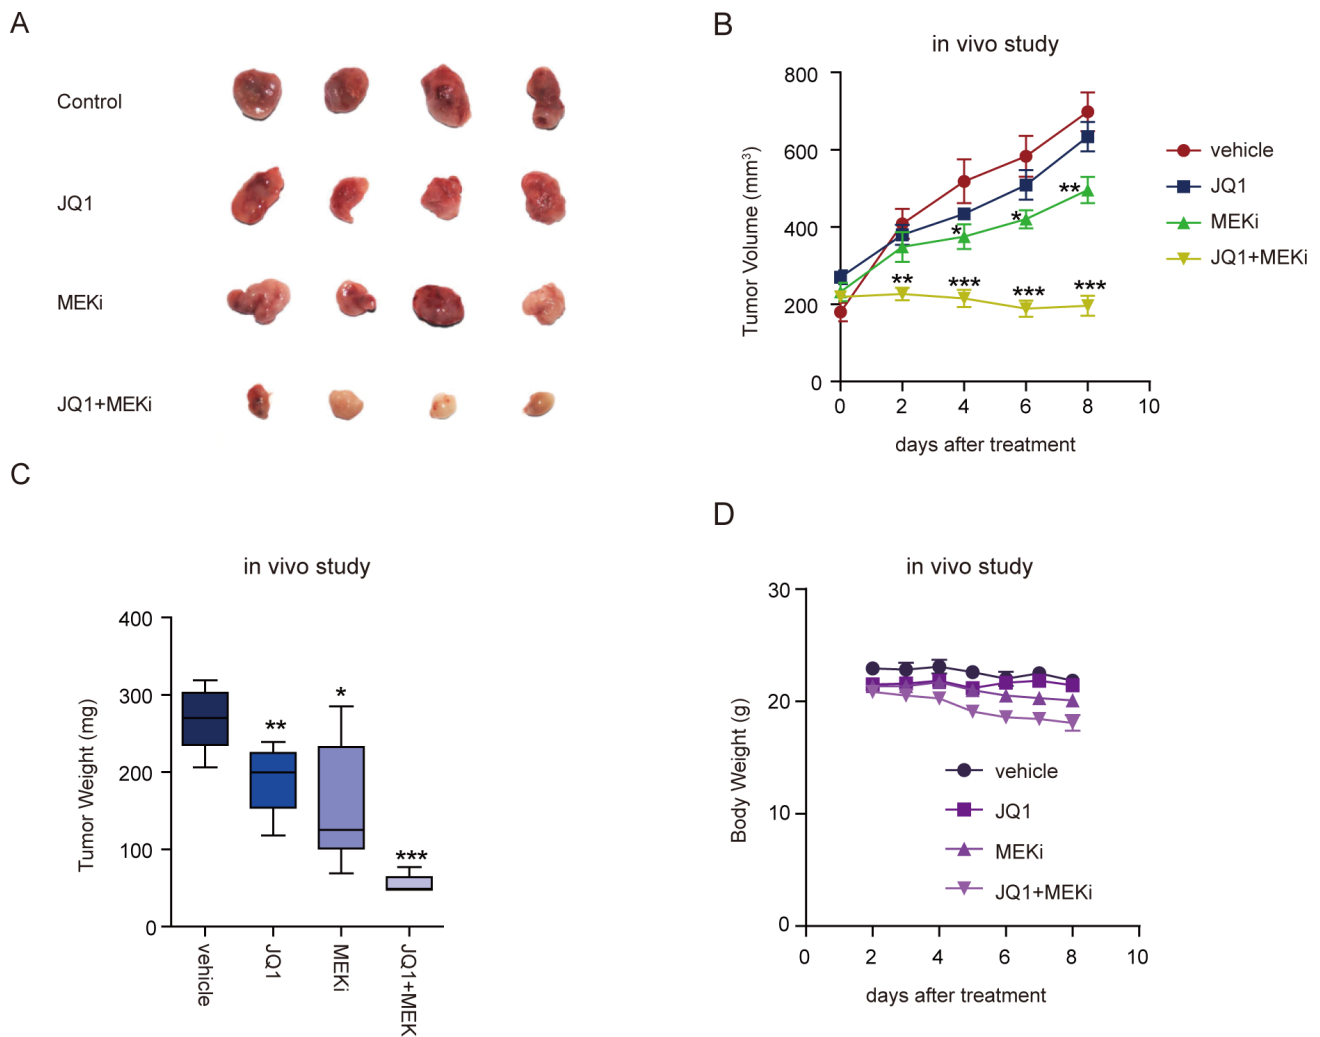 A
Control
JQ1
MEKi
JQ1+MEKi
B
in vivo study
Tumor Volume (mm³)
800
600
400
200
0
0 2 4 6 8 10
days after treatment
*
*
**
**
***
***
***
vehicle
JQ1
MEKi
JQ1+MEKi
C
in vivo study
Tumor Weight (mg)
400
300
200
100
0
**
*
***
vehicle
JQ1
MEKi
JQ1+MEK
D
in vivo study
Body Weight (g)
30
20
10
0
0 2 4 6 8 10
days after treatment
vehicle
JQ1
MEKi
JQ1+MEKi